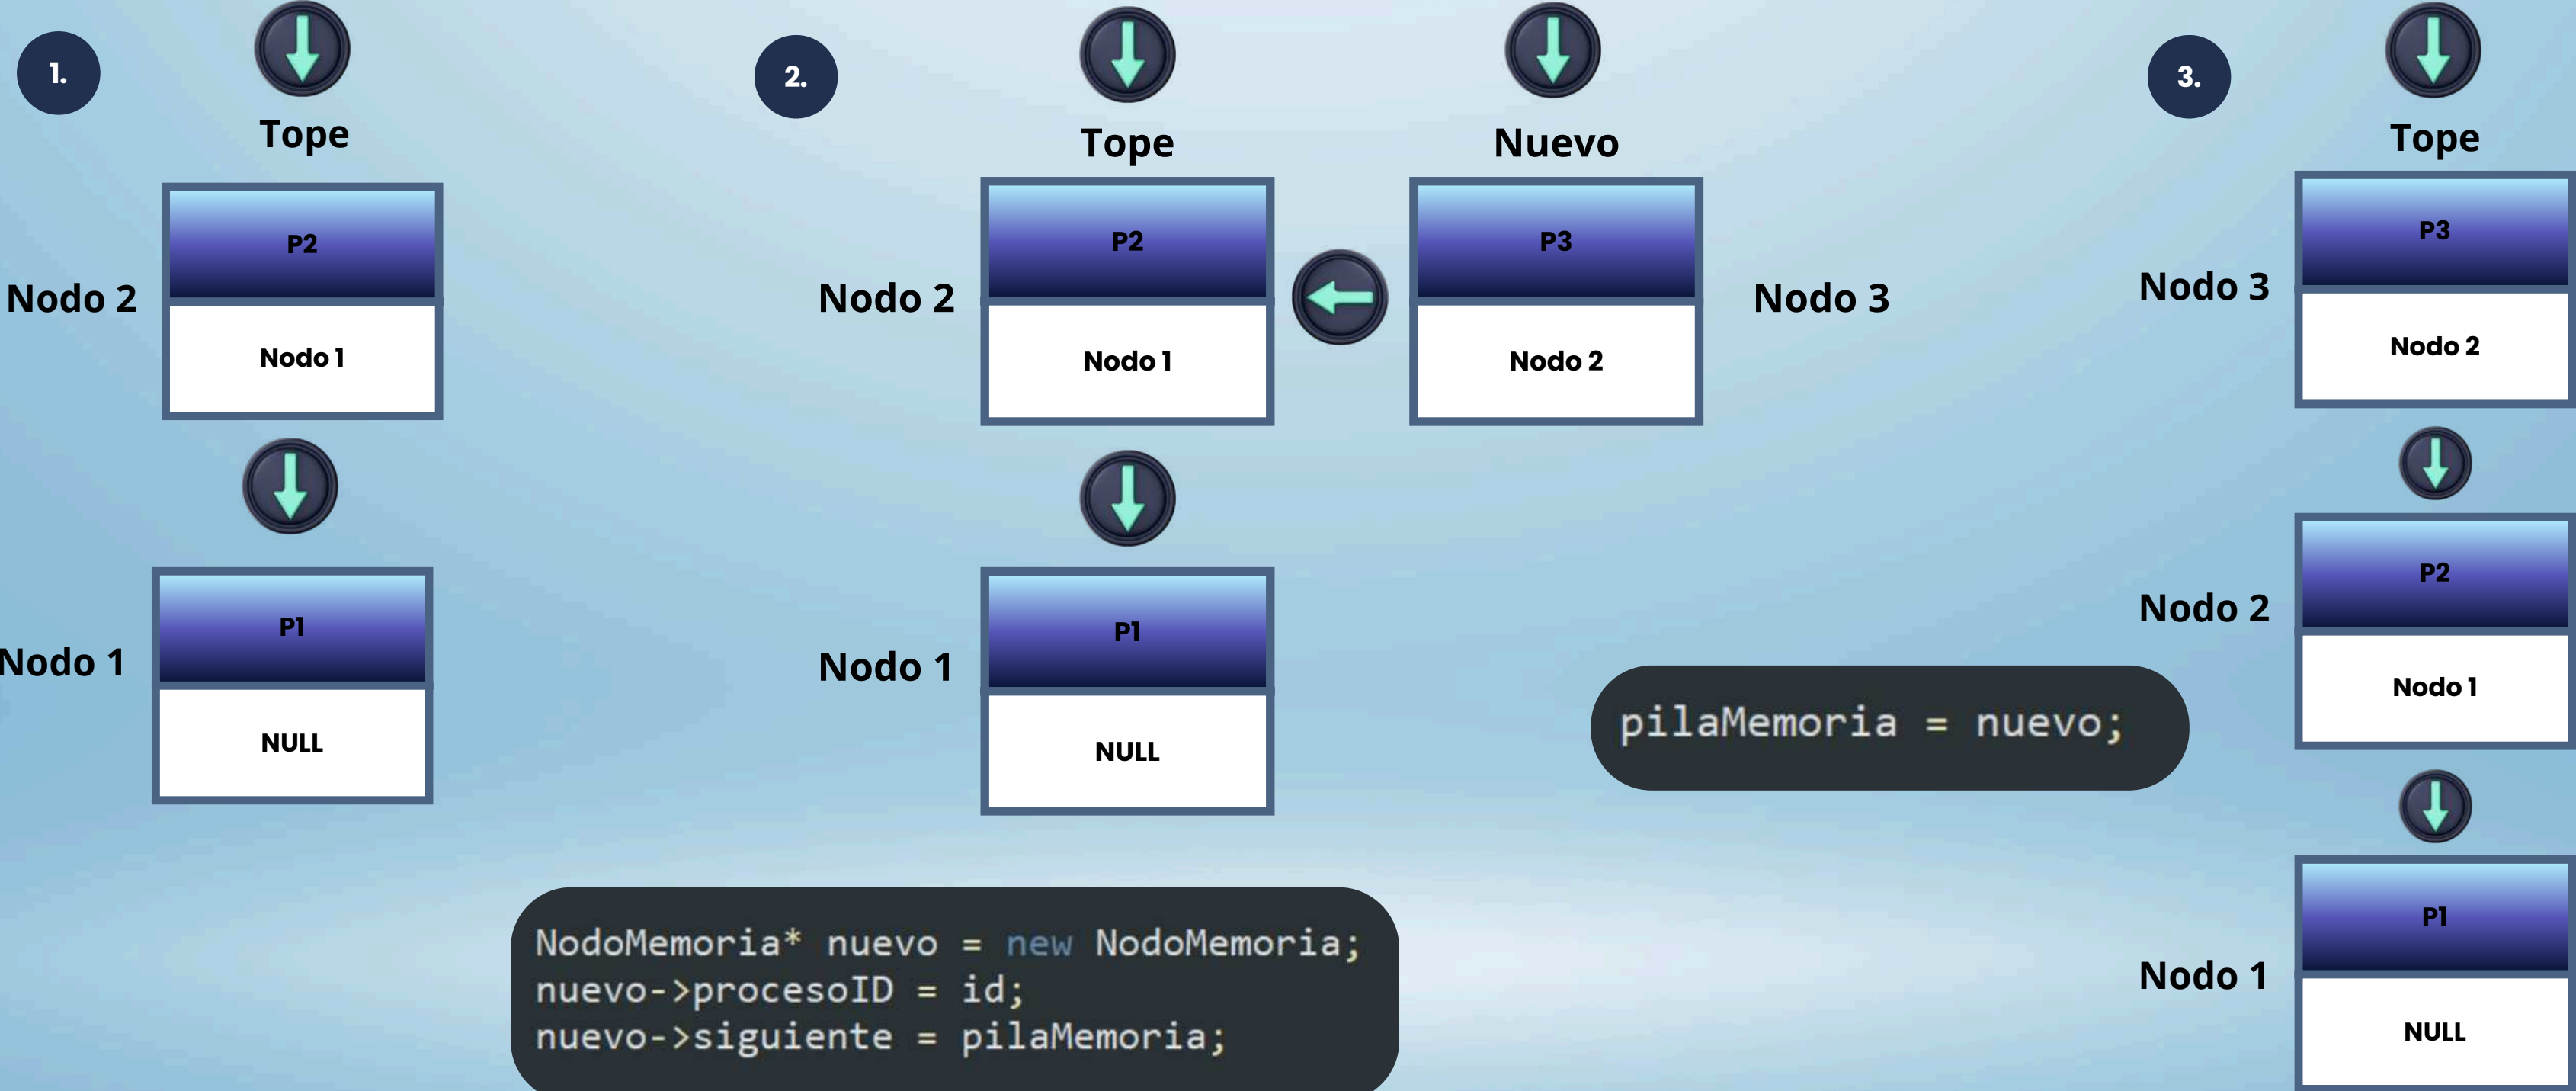 1.
Tope
P2
Nodo 2
Nodo 1
P1
Nodo 1
NULL
2.
Tope
Nuevo
P2
P3
Nodo 2
Nodo 3
Nodo 1
Nodo 2
P1
Nodo 1
NULL
NodoMemoria* nuevo = new NodoMemoria;
nuevo->procesoID = id;
nuevo->siguiente = pilaMemoria;
pilaMemoria = nuevo;
3.
Tope
P3
Nodo 3
Nodo 2
P2
Nodo 2
Nodo 1
P1
Nodo 1
NULL